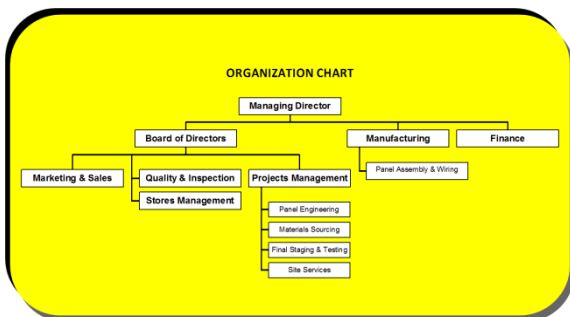 ORGANIZATION CHART
Managing Director
Board of Directors
Manufacturing
Finance
Marketing & Sales
Quality & Inspection
Projects Management
Panel Assembly & Wiring
Stores Management
Panel Engineering
Materials Sourcing
Final Staging & Testing
Site Services